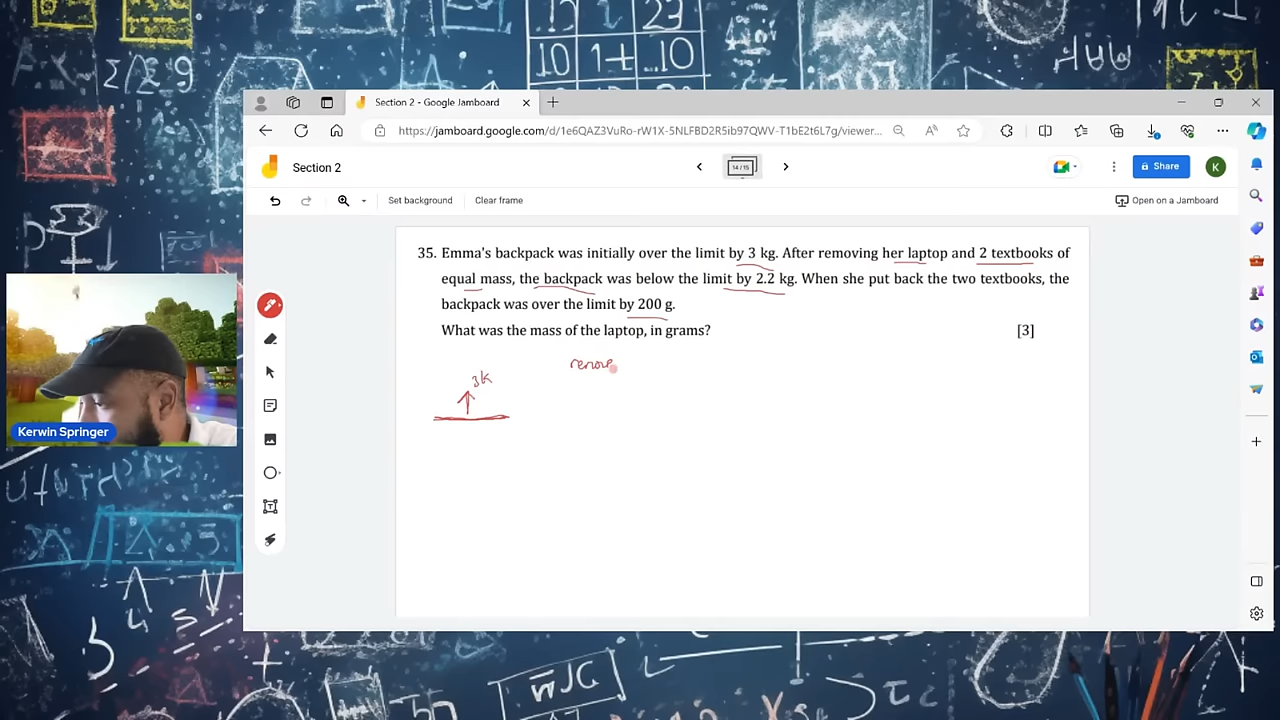 Section 2 - Google Jamboard
https://jamboard.google.com/d/1e6QAZ3VuRo-rW1X-5NLFBD2R5ib97QWV-T1bE2t6L7g/viewer...
Section 2
14 / 15
Share
K
Set background
Clear frame
Open on a Jamboard
35. Emma's backpack was initially over the limit by 3 kg. After removing her laptop and 2 textbooks of
equal mass, the backpack was below the limit by 2.2 kg. When she put back the two textbooks, the
backpack was over the limit by 200 g.
What was the mass of the laptop, in grams? [3]
remove
3K
Kerwin Springer